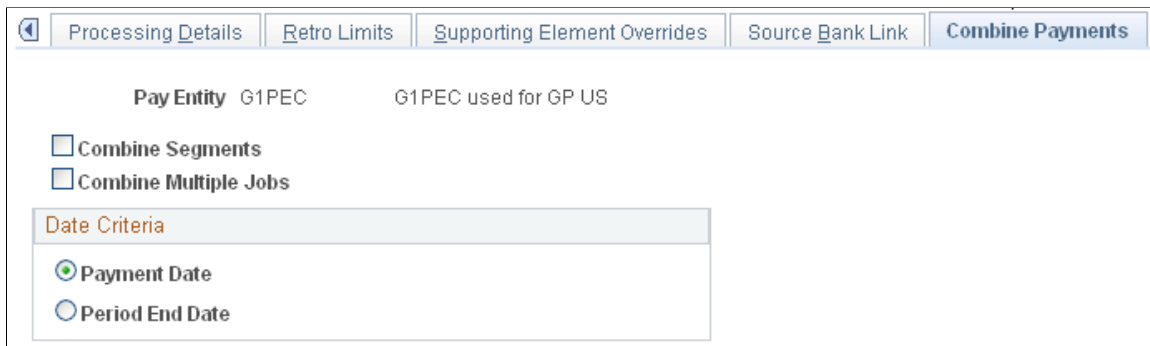 Processing Details Retro Limits Supporting Element Overrides Source Bank Link Combine Payments
Pay Entity G1PEC G1PEC used for GP US
Combine Segments
Combine Multiple Jobs
Date Criteria
Payment Date
Period End Date